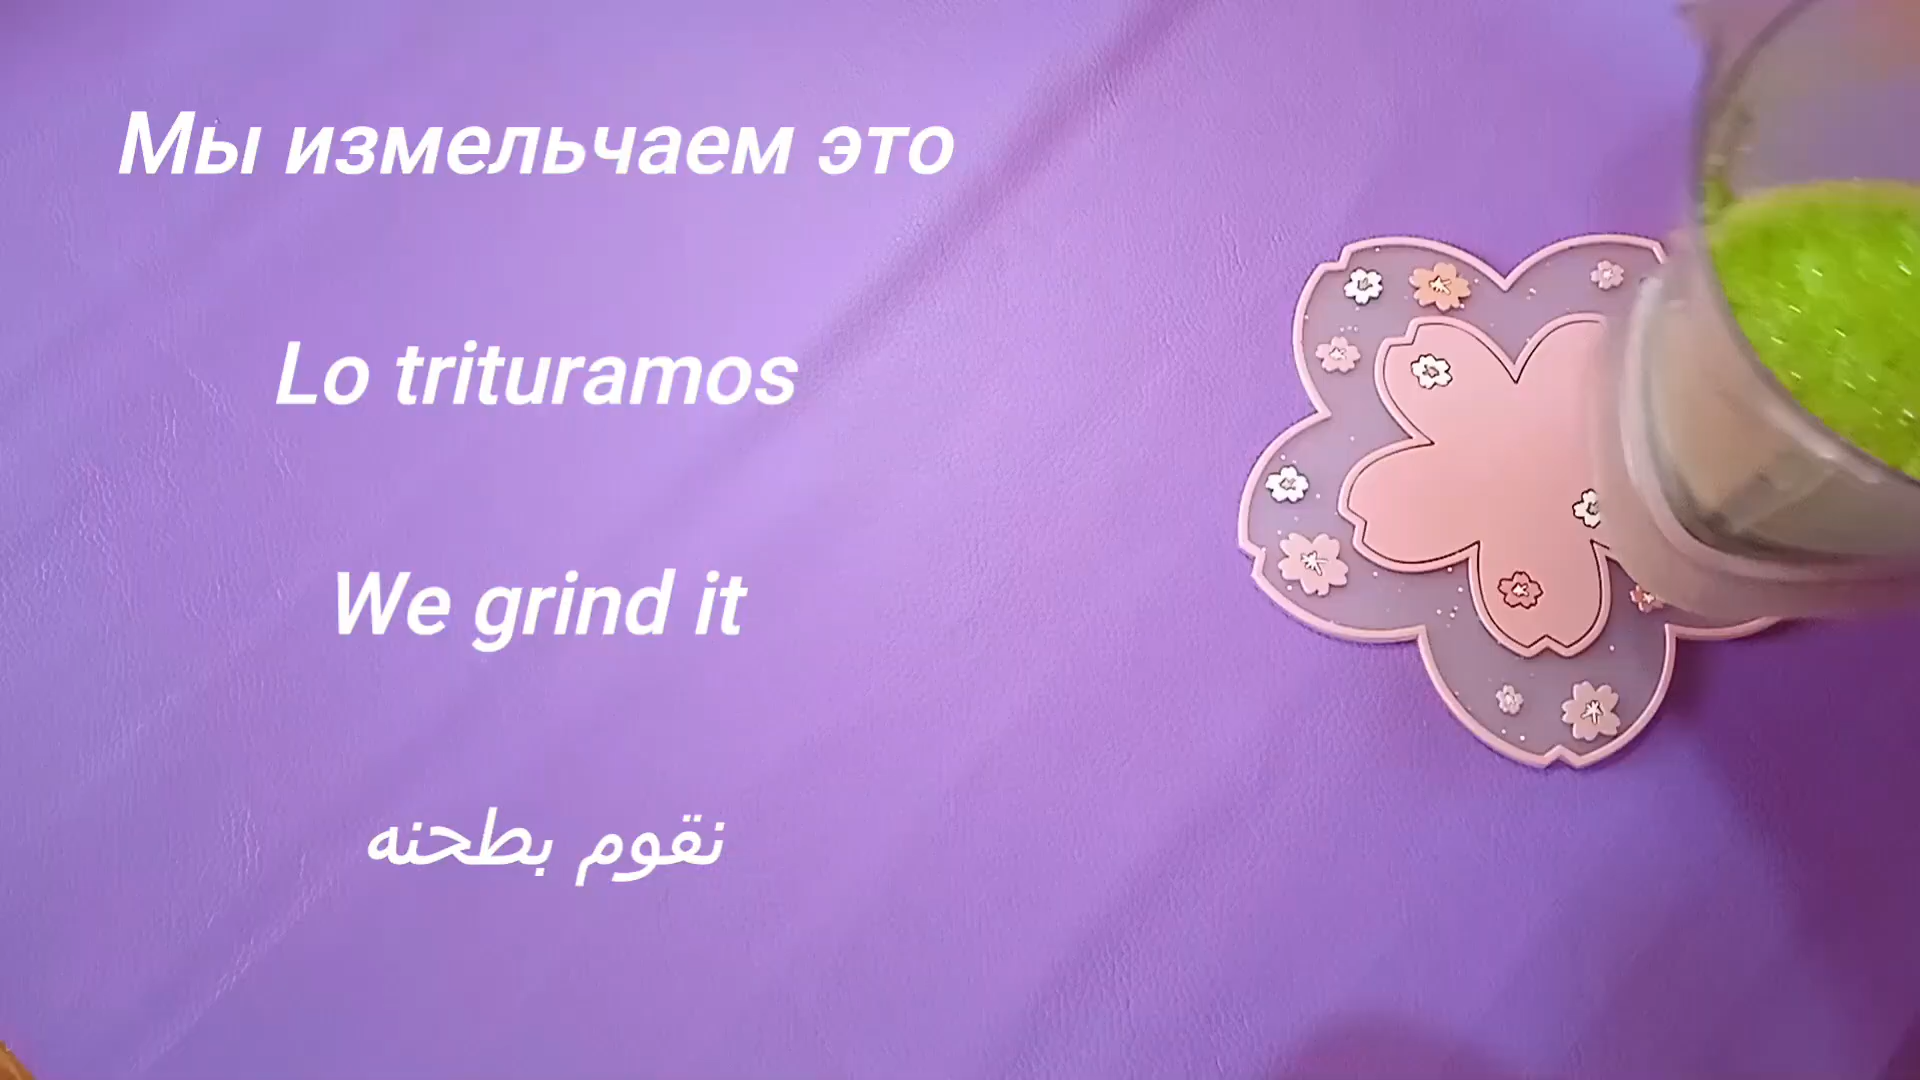 Мы измельчаем это
Lo trituramos
We grind it
نقوم بطحنه